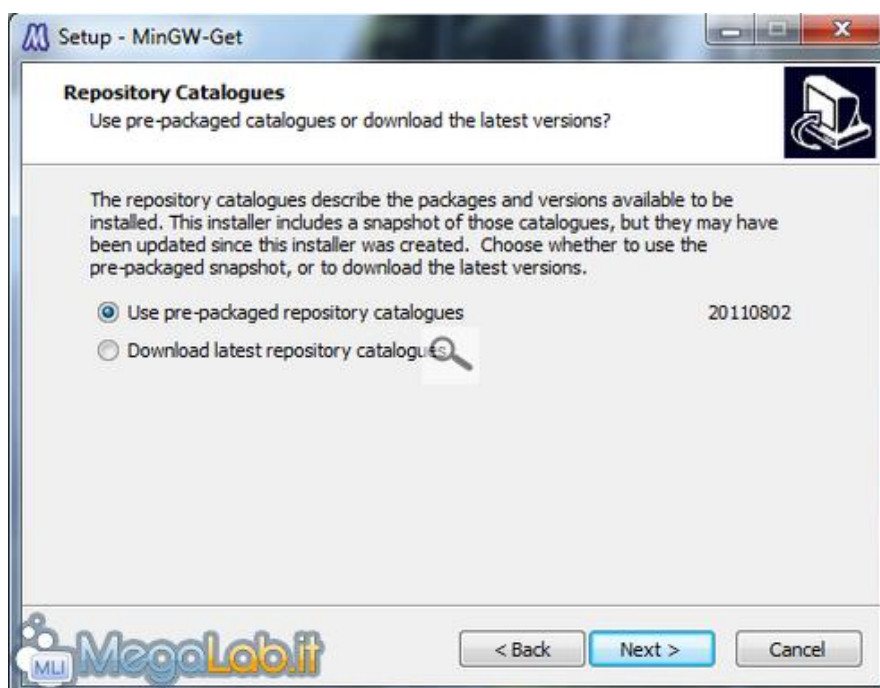 Setup - MinGW-Get
Repository Catalogues
Use pre-packaged catalogues or download the latest versions?
The repository catalogues describe the packages and versions available to be
installed. This installer includes a snapshot of those catalogues, but they may have
been updated since this installer was created. Choose whether to use the
pre-packaged snapshot, or to download the latest versions.
Use pre-packaged repository catalogues 20110802
Download latest repository catalogues
MLI MegaLab.it
< Back Next > Cancel